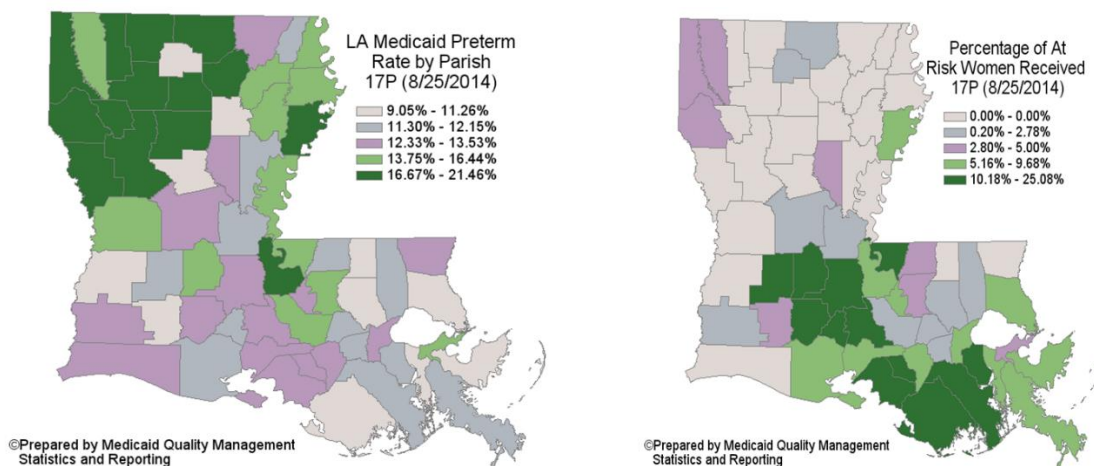 LA Medicaid Preterm
Rate by Parish
17P (8/25/2014)
9.05% - 11.26%
11.30% - 12.15%
12.33% - 13.53%
13.75% - 16.44%
16.67% - 21.46%
©Prepared by Medicaid Quality Management
Statistics and Reporting
Percentage of At
Risk Women Received
17P (8/25/2014)
0.00% - 0.00%
0.20% - 2.78%
2.80% - 5.00%
5.16% - 9.68%
10.18% - 25.08%
©Prepared by Medicaid Quality Management
Statistics and Reporting